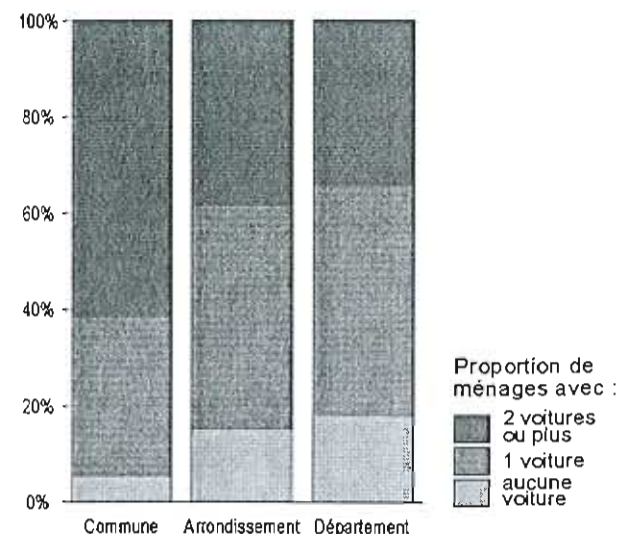 100%
80%
60%
40%
20%
0%
Commune Arrondissement Département
Proportion de
ménages avec :
2 voitures
ou plus
1 voiture
aucune
voiture